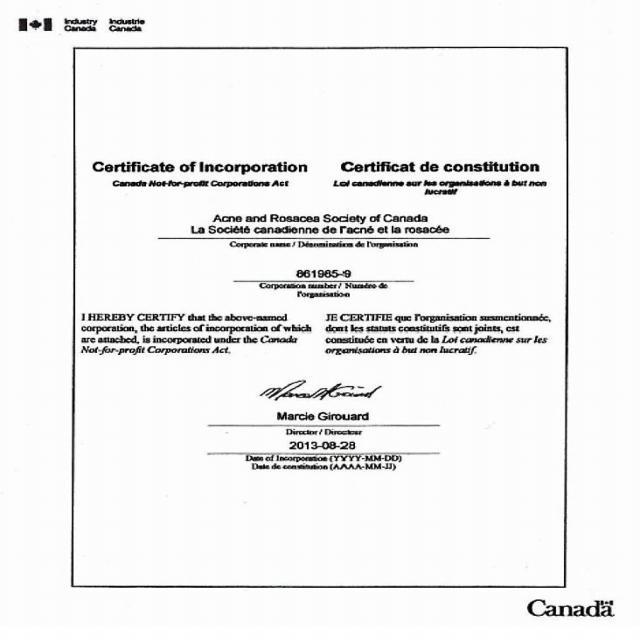 Industry Canada
Industrie Canada
Certificate of Incorporation
Canada Not-for-profit Corporations Act
Certificat de constitution
Loi canadienne sur les organisations à but non
lucratif
Acne and Rosacea Society of Canada
La Société canadienne de l'acné et la rosacée
Corporate name / Dénomination de l'organisation
861985-9
Corporation number / Numéro de
l'organisation
I HEREBY CERTIFY that the above-named
corporation, the articles of incorporation of which
are attached, is incorporated under the Canada
Not-for-profit Corporations Act.
JE CERTIFIE que l'organisation susmentionnée,
dont les statuts constitutifs sont joints, est
constituée en vertu de la Loi canadienne sur les
organisations à but non lucratif.
Marcie Girouard
Marcie Girouard
Director / Directeur
2013-08-28
Date of Incorporation (YYYY-MM-DD)
Date de constitution (AAAA-MM-JJ)
Canada